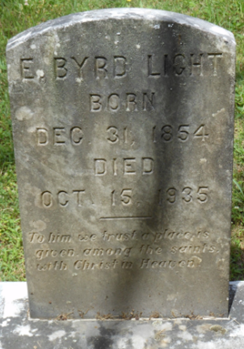 E. BYRD LIGHT
BORN
DEC 31, 1854
DIED
OCT 15 1935
To him, we trust a place is
given among the saints
with Christ in Heaven